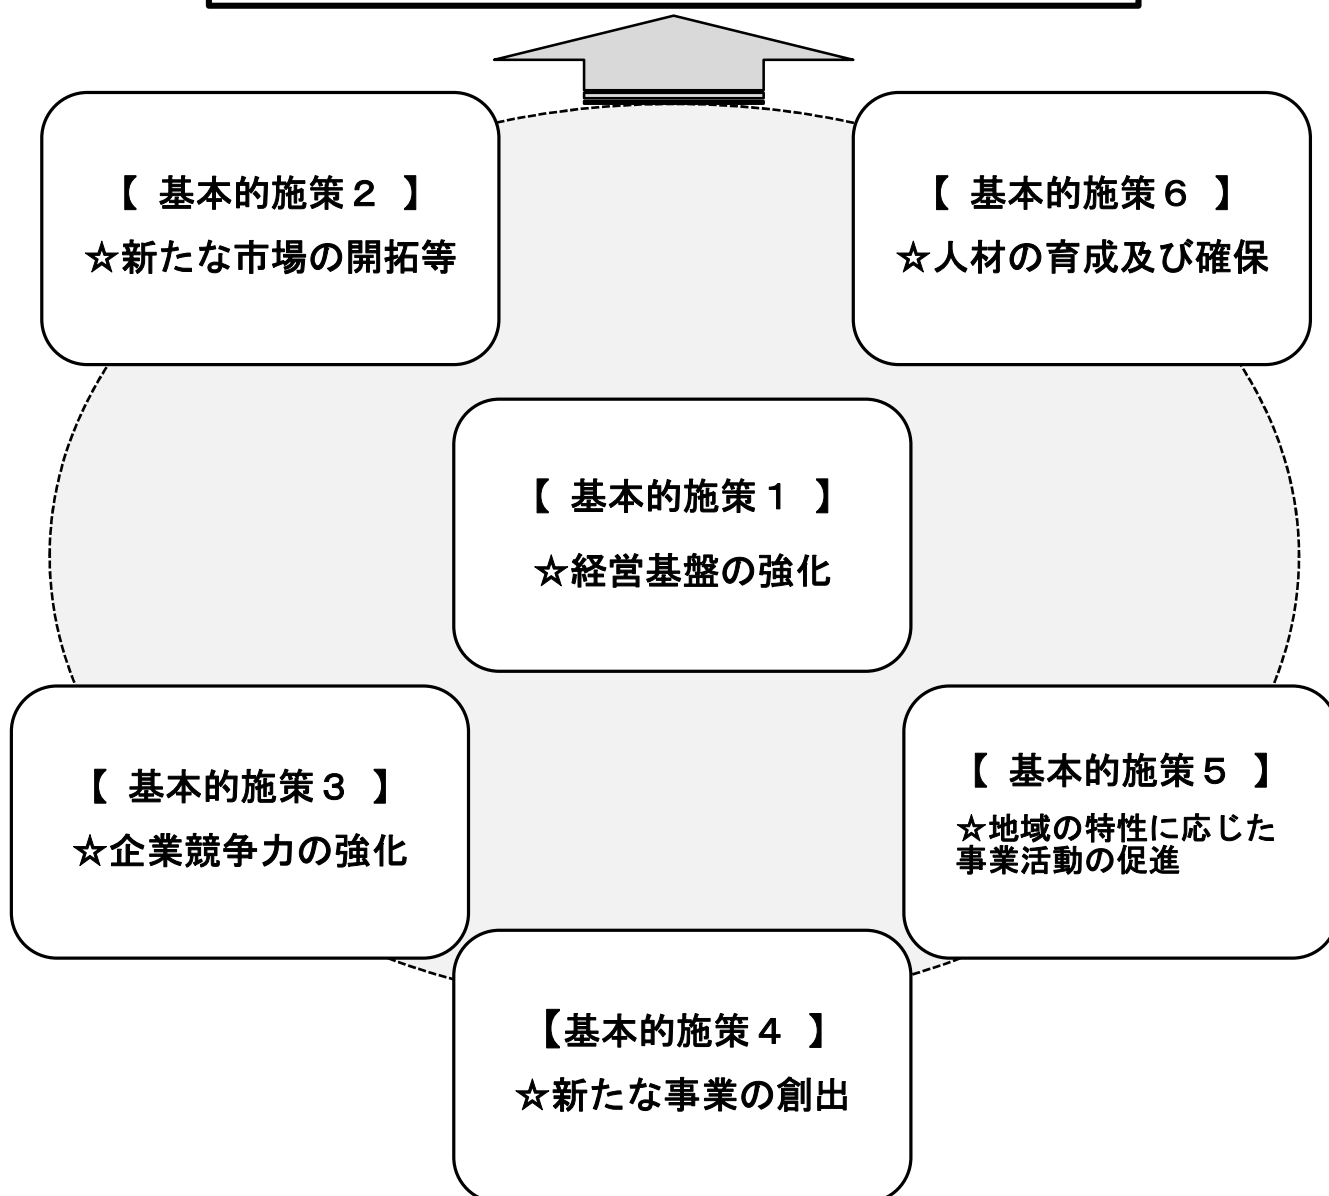 【 基本的施策２ 】
☆新たな市場の開拓等
【 基本的施策６ 】
☆人材の育成及び確保
【 基本的施策１ 】
☆経営基盤の強化
【 基本的施策３ 】
☆企業競争力の強化
【 基本的施策５ 】
☆地域の特性に応じた
事業活動の促進
【基本的施策４ 】
☆新たな事業の創出